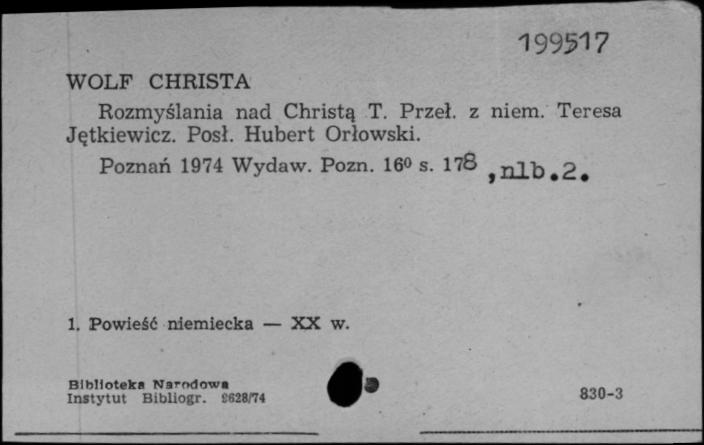 199517
WOLF CHRISTA
Rozmyślania nad Christą T. Przeł. z niem. Teresa
Jętkiewicz. Posł. Hubert Orłowski.
Poznań 1974 Wydaw. Pozn. 16⁰ s. 178 ,nlb.2.
1. Powieść niemiecka — XX w.
Biblioteka Narodowa
Instytut Bibliogr. 8628/74
830-3